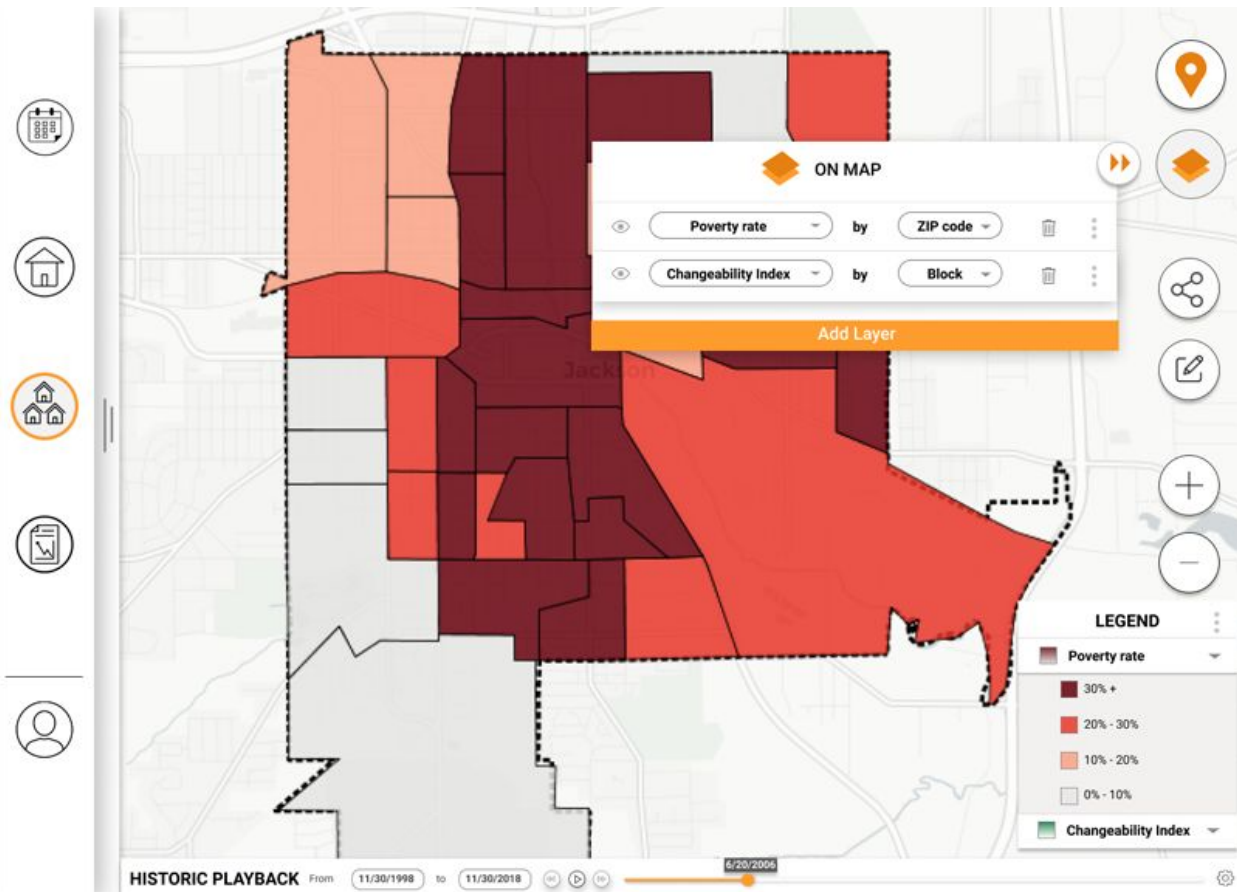 ON MAP
Poverty rate by ZIP code
Changeability Index by Block
Add Layer
Jackson
LEGEND
Poverty rate
30% +
20% - 30%
10% - 20%
0% - 10%
Changeability Index
6/20/2006
HISTORIC PLAYBACK From 11/30/1998 to 11/30/2018